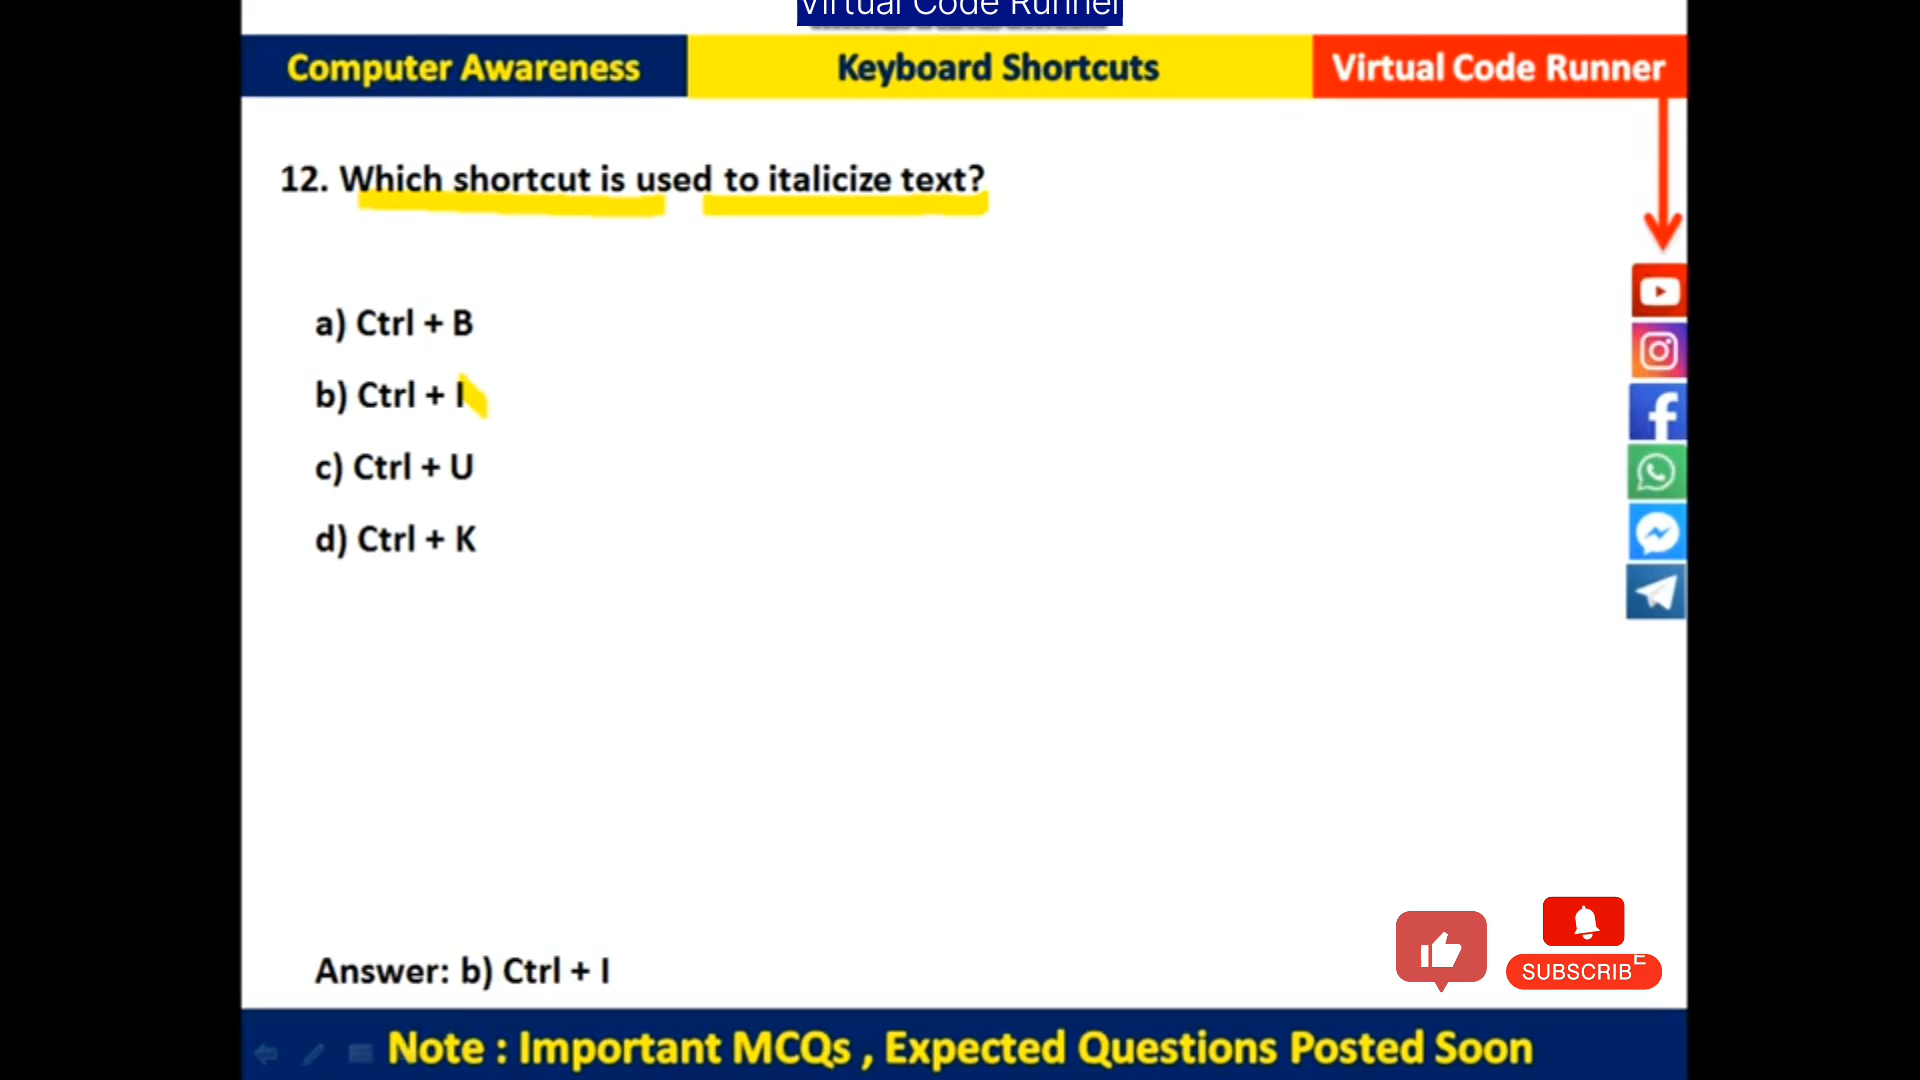 Virtual Code Runner
Computer Awareness
Keyboard Shortcuts
Virtual Code Runner
12. Which shortcut is used to italicize text?
a) Ctrl + B
b) Ctrl + I
c) Ctrl + U
d) Ctrl + K
Answer: b) Ctrl + I
SUBSCRIBE
Note : Important MCQs , Expected Questions Posted Soon